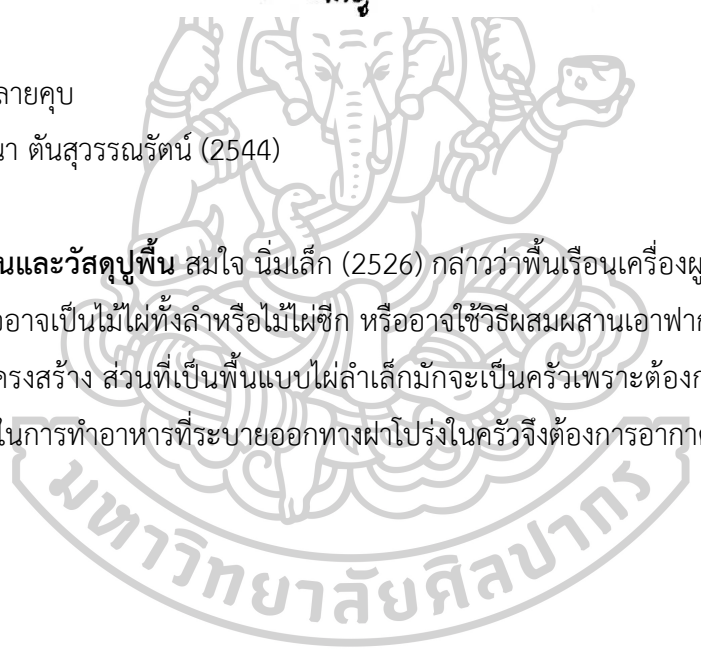 ลายคุบ
นา ตันสุวรรณรัตน์ (2544)
นและวัสดุปูพื้น สมใจ นิ่มเล็ก (2526) กล่าวว่าพื้นเรือนเครื่องผู
ออาจเป็นไม้ไผ่ทั้งลำหรือไม้ไผ่ซีก หรืออาจใช้วิธีผสมผสานเอาฟาก
ครงสร้าง ส่วนที่เป็นพื้นแบบไผ่ลำเล็กมักจะเป็นครัวเพราะต้องก
ในการทำอาหารที่ระบายออกทางฝาโปร่งในครัวจึงต้องการอากาศ
มหาวิทยาลัยศิลปากร